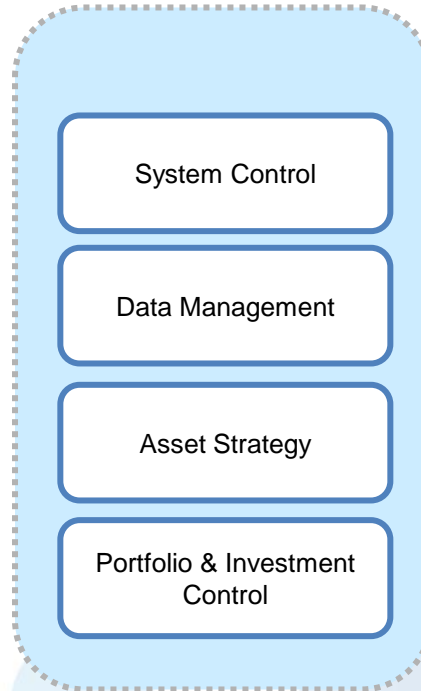 System Control
Data Management
Asset Strategy
Portfolio & Investment
Control